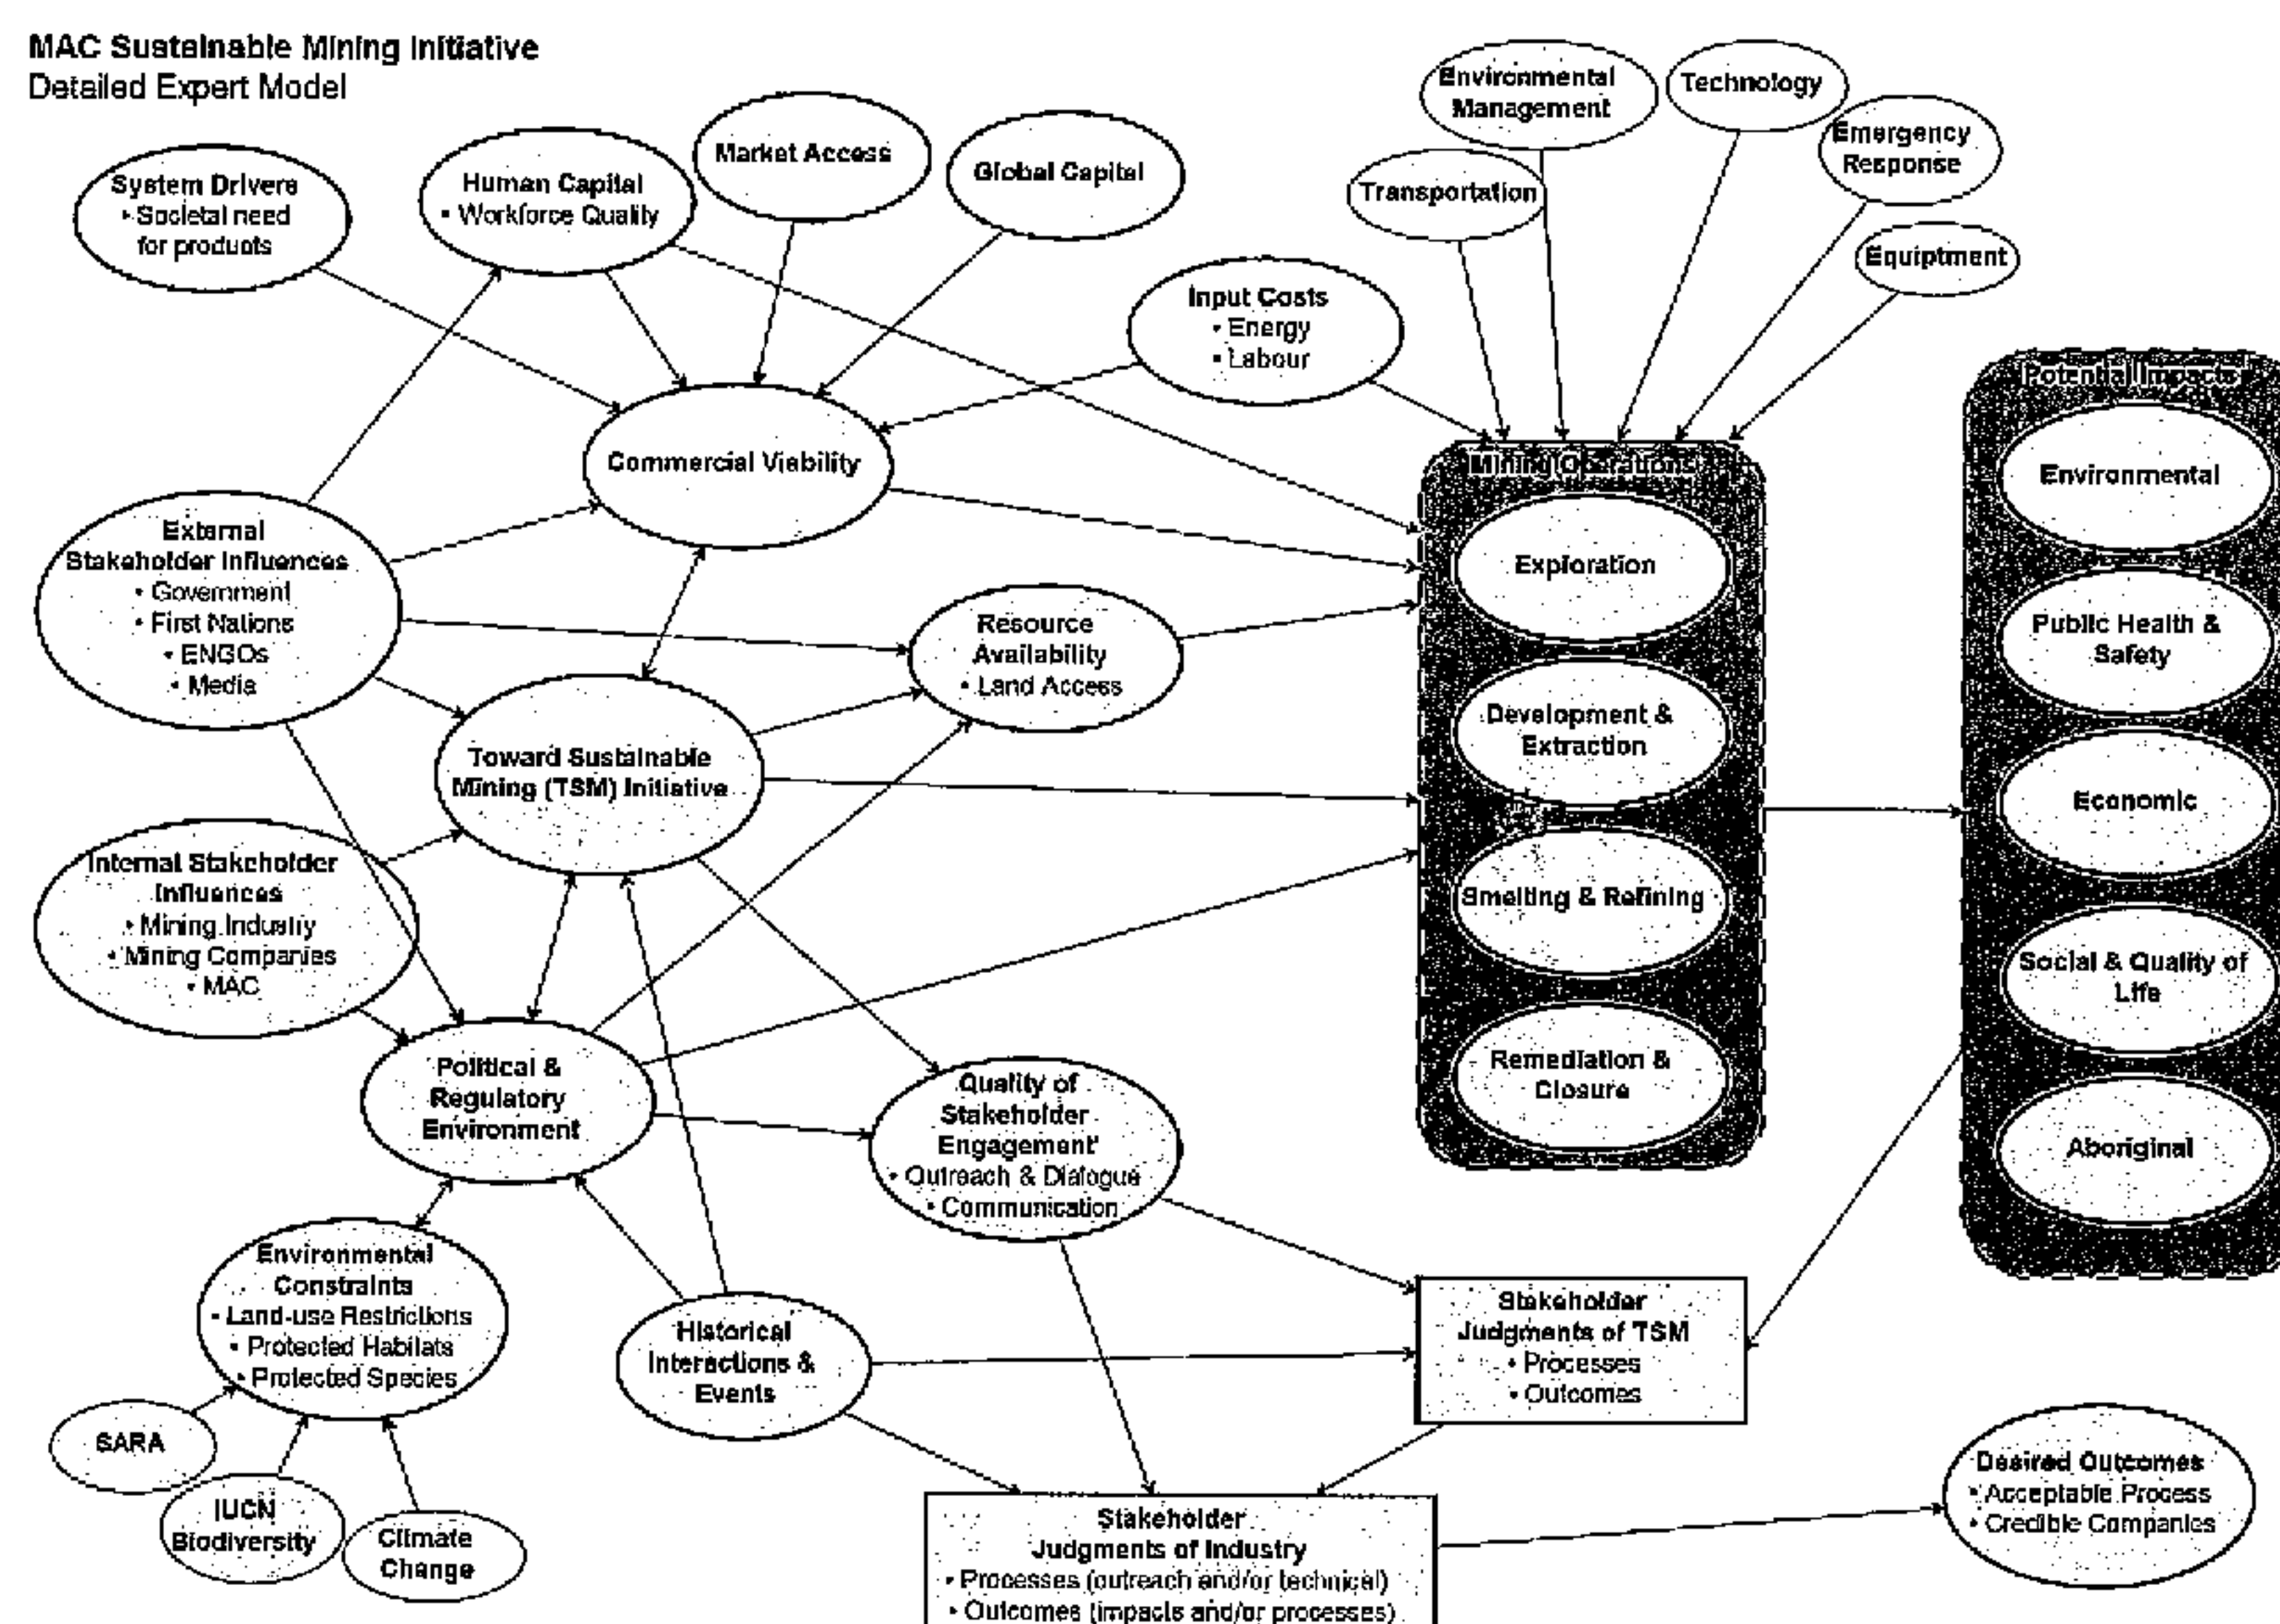 MAC Sustainable Mining Initiative
Detailed Expert Model
System Drivers
• Societal need
for products
Human Capital
• Workforce Quality
Market Access
Global Capital
Environmental
Management
Technology
Emergency
Response
Transportation
Equiptment
Input Costs
• Energy
• Labour
Commercial Viability
External
Stakeholder Influences
• Government
• First Nations
• ENGOs
• Media
Resource
Availability
• Land Access
Toward Sustainable
Mining (TSM) Initiative
Internal Stakeholder
Influences
• Mining Industry
• Mining Companies
• MAC
Political &
Regulatory
Environment
Quality of
Stakeholder
Engagement
• Outreach & Dialogue
• Communication
Environmental
Constraints
• Land-use Restrictions
• Protected Habitats
• Protected Species
SARA
IUCN
Biodiversity
Climate
Change
Historical
Interactions &
Events
Mining Operations
Exploration
Development &
Extraction
Smelting & Refining
Remediation &
Closure
Potential Impacts
Environmental
Public Health &
Safety
Economic
Social & Quality of
Life
Aboriginal
Stakeholder
Judgments of TSM
• Processes
• Outcomes
Stakeholder
Judgments of Industry
• Processes (outreach and/or technical)
• Outcomes (impacts and/or processes)
Desired Outcomes
• Acceptable Process
• Credible Companies